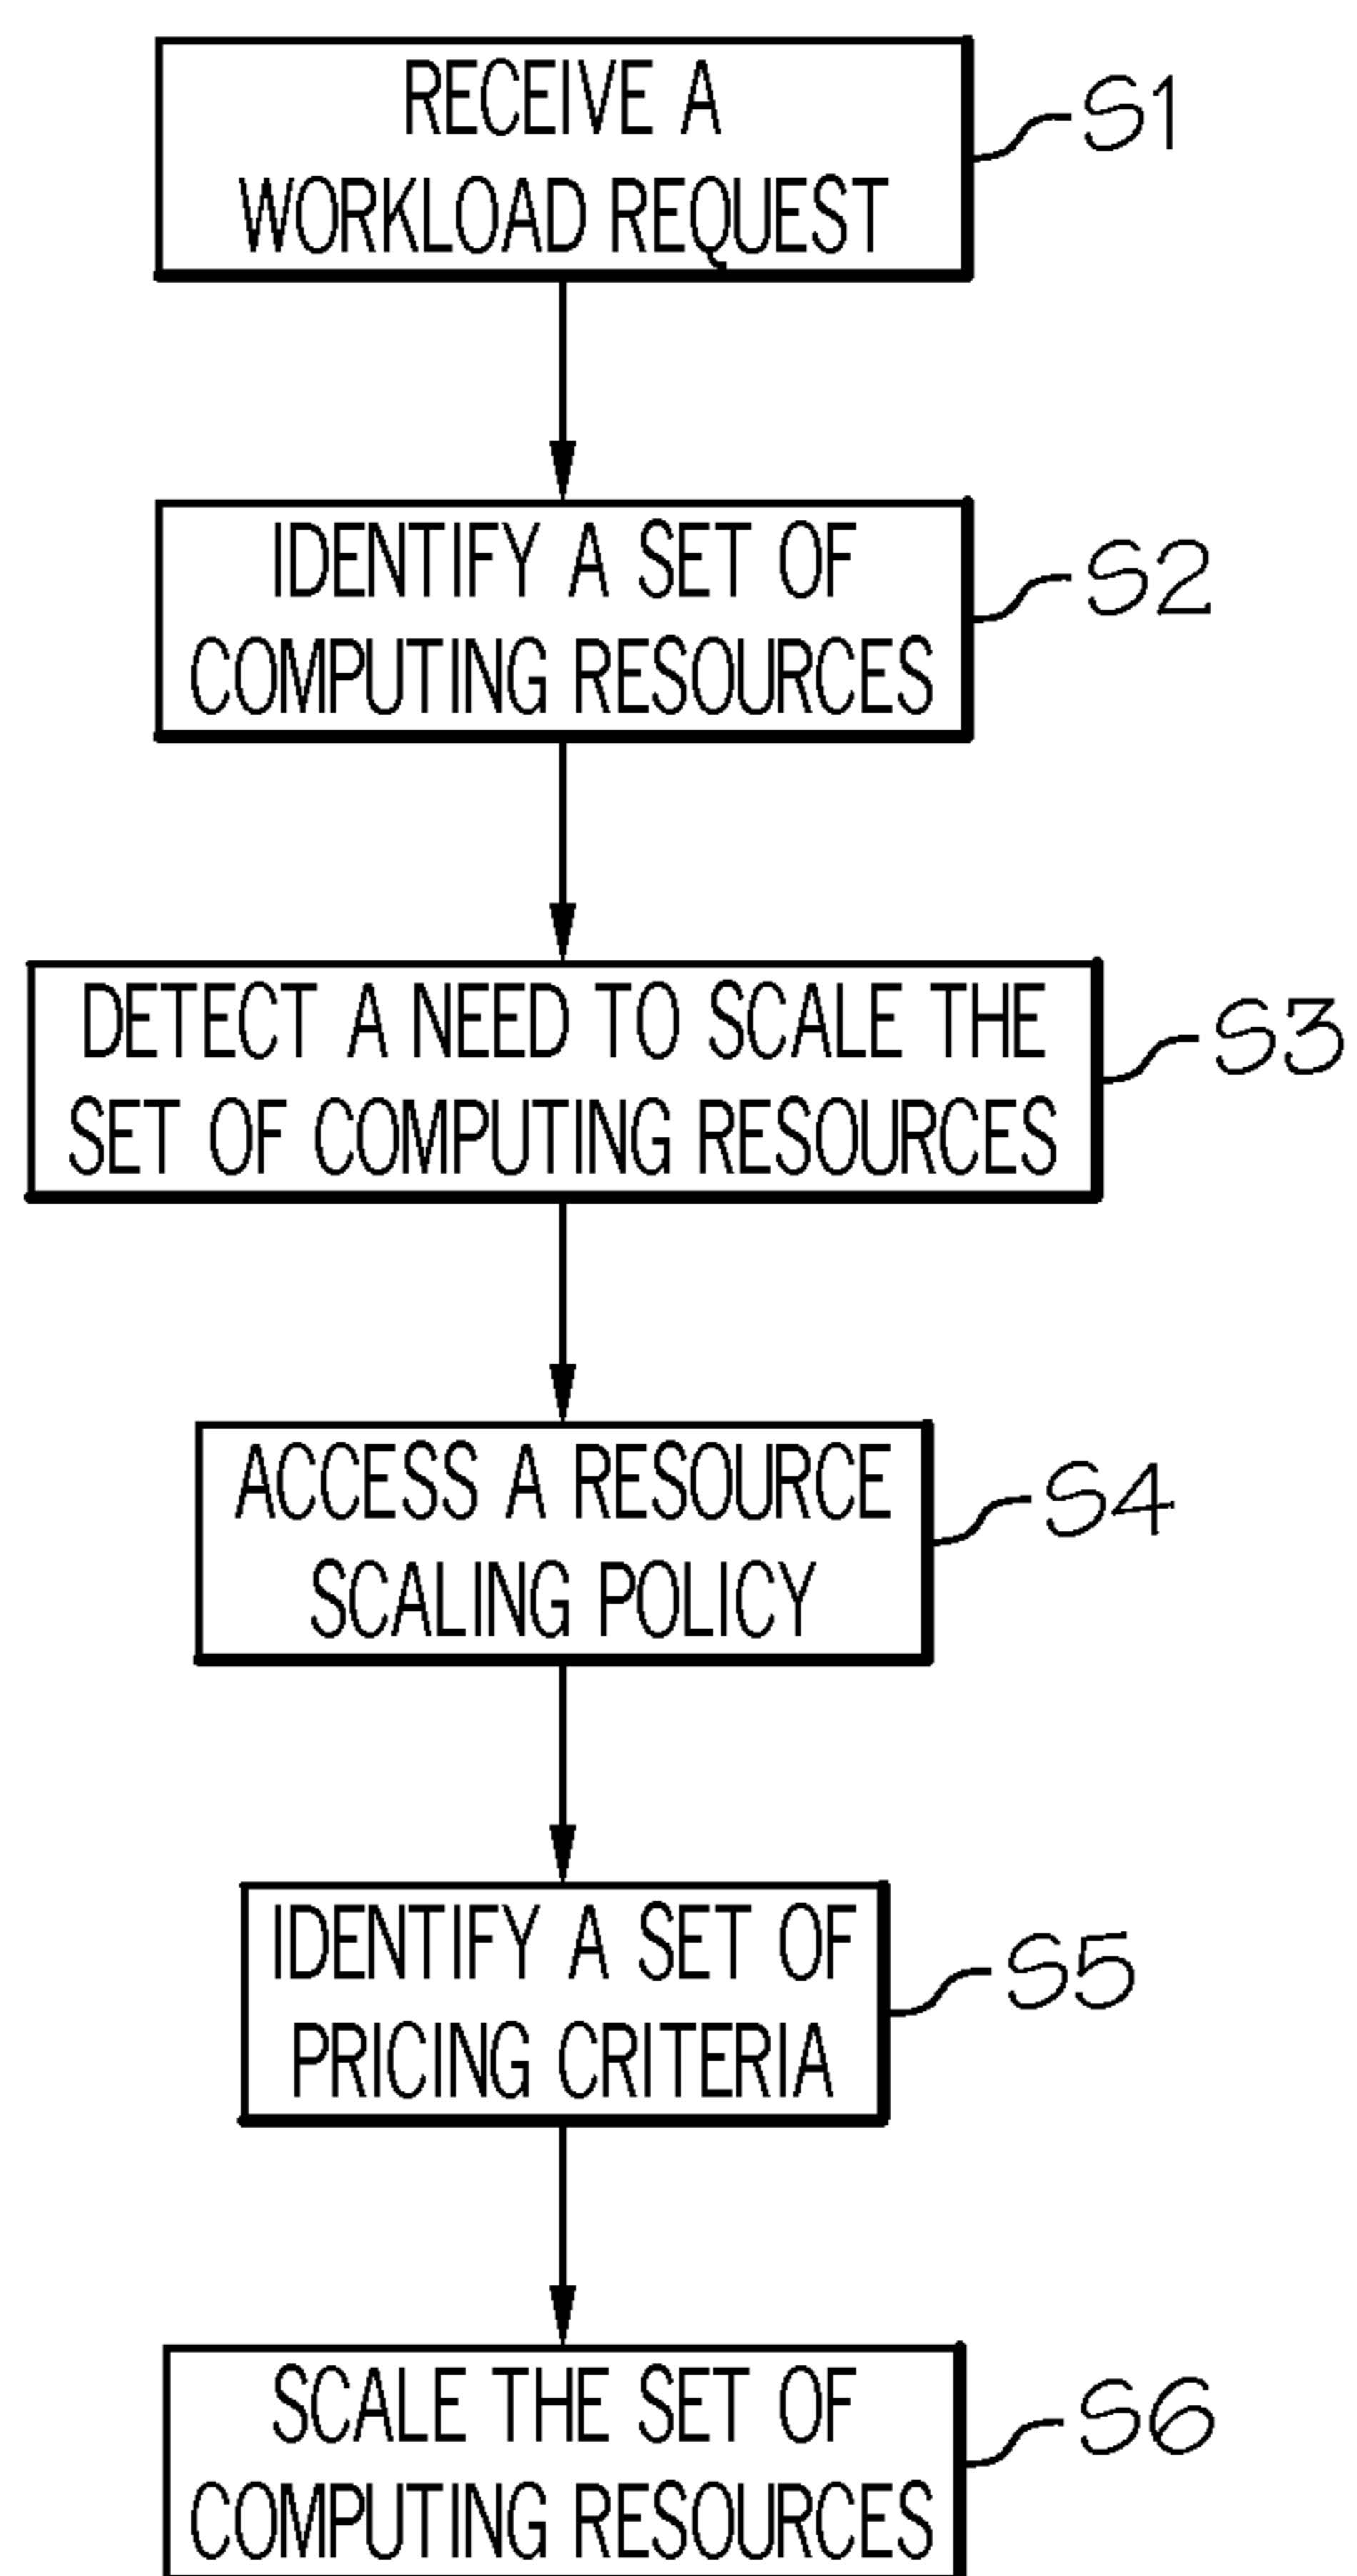 RECEIVE A
WORKLOAD REQUEST
S1
IDENTIFY A SET OF
COMPUTING RESOURCES
S2
DETECT A NEED TO SCALE THE
SET OF COMPUTING RESOURCES
S3
ACCESS A RESOURCE
SCALING POLICY
S4
IDENTIFY A SET OF
PRICING CRITERIA
S5
SCALE THE SET OF
COMPUTING RESOURCES
S6